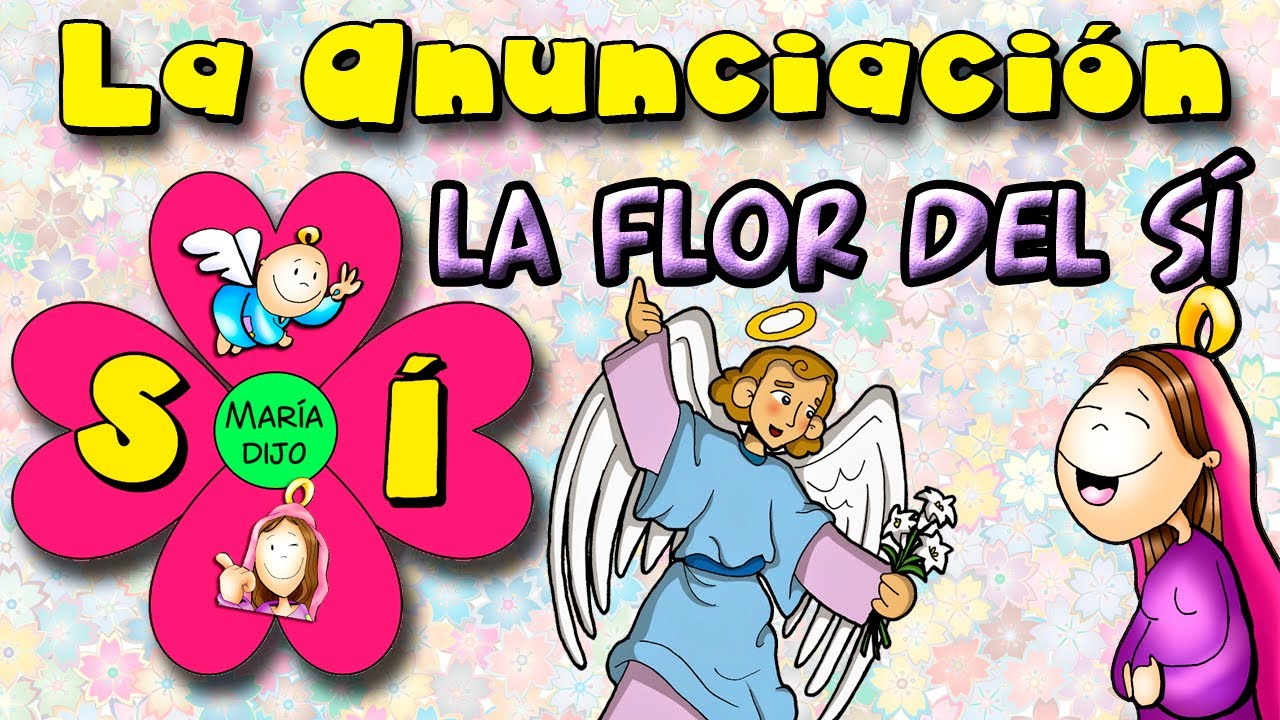 La Anunciación
LA FLOR DEL SÍ
S Í
MARÍA
DIJO